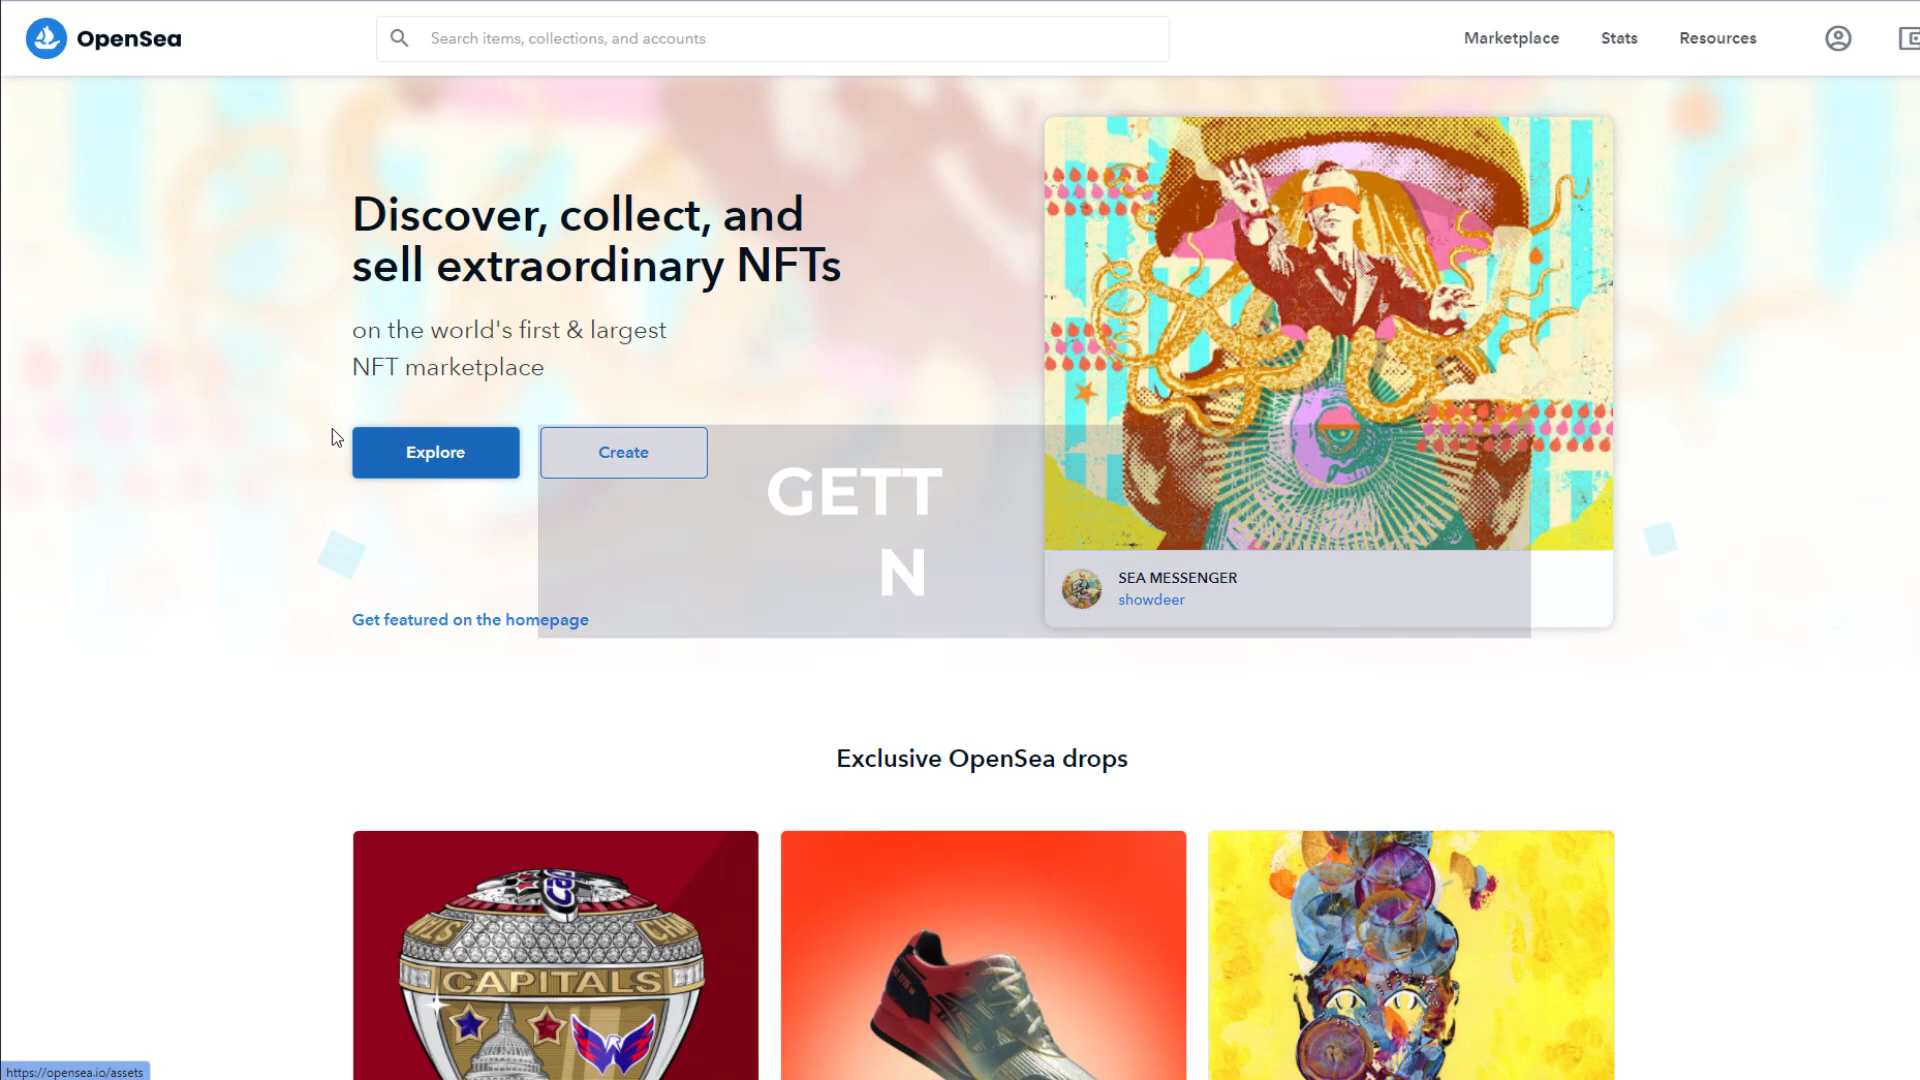 OpenSea
Search items, collections, and accounts
Marketplace
Stats
Resources
Discover, collect, and
sell extraordinary NFTs
on the world's first & largest
NFT marketplace
Explore
Create
GETT
N
SEA MESSENGER
showdeer
Get featured on the homepage
Exclusive OpenSea drops
CAPITALS
https://opensea.io/assets